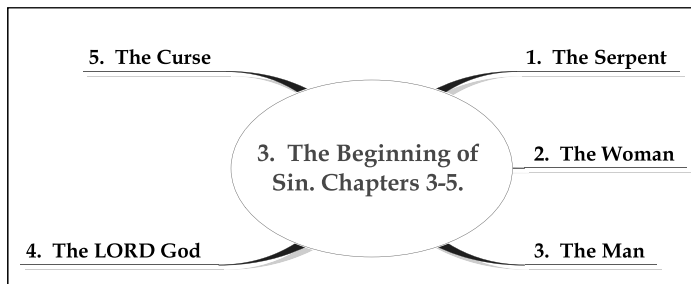 3. The Beginning of
Sin. Chapters 3-5.
1. The Serpent
2. The Woman
3. The Man
4. The LORD God
5. The Curse